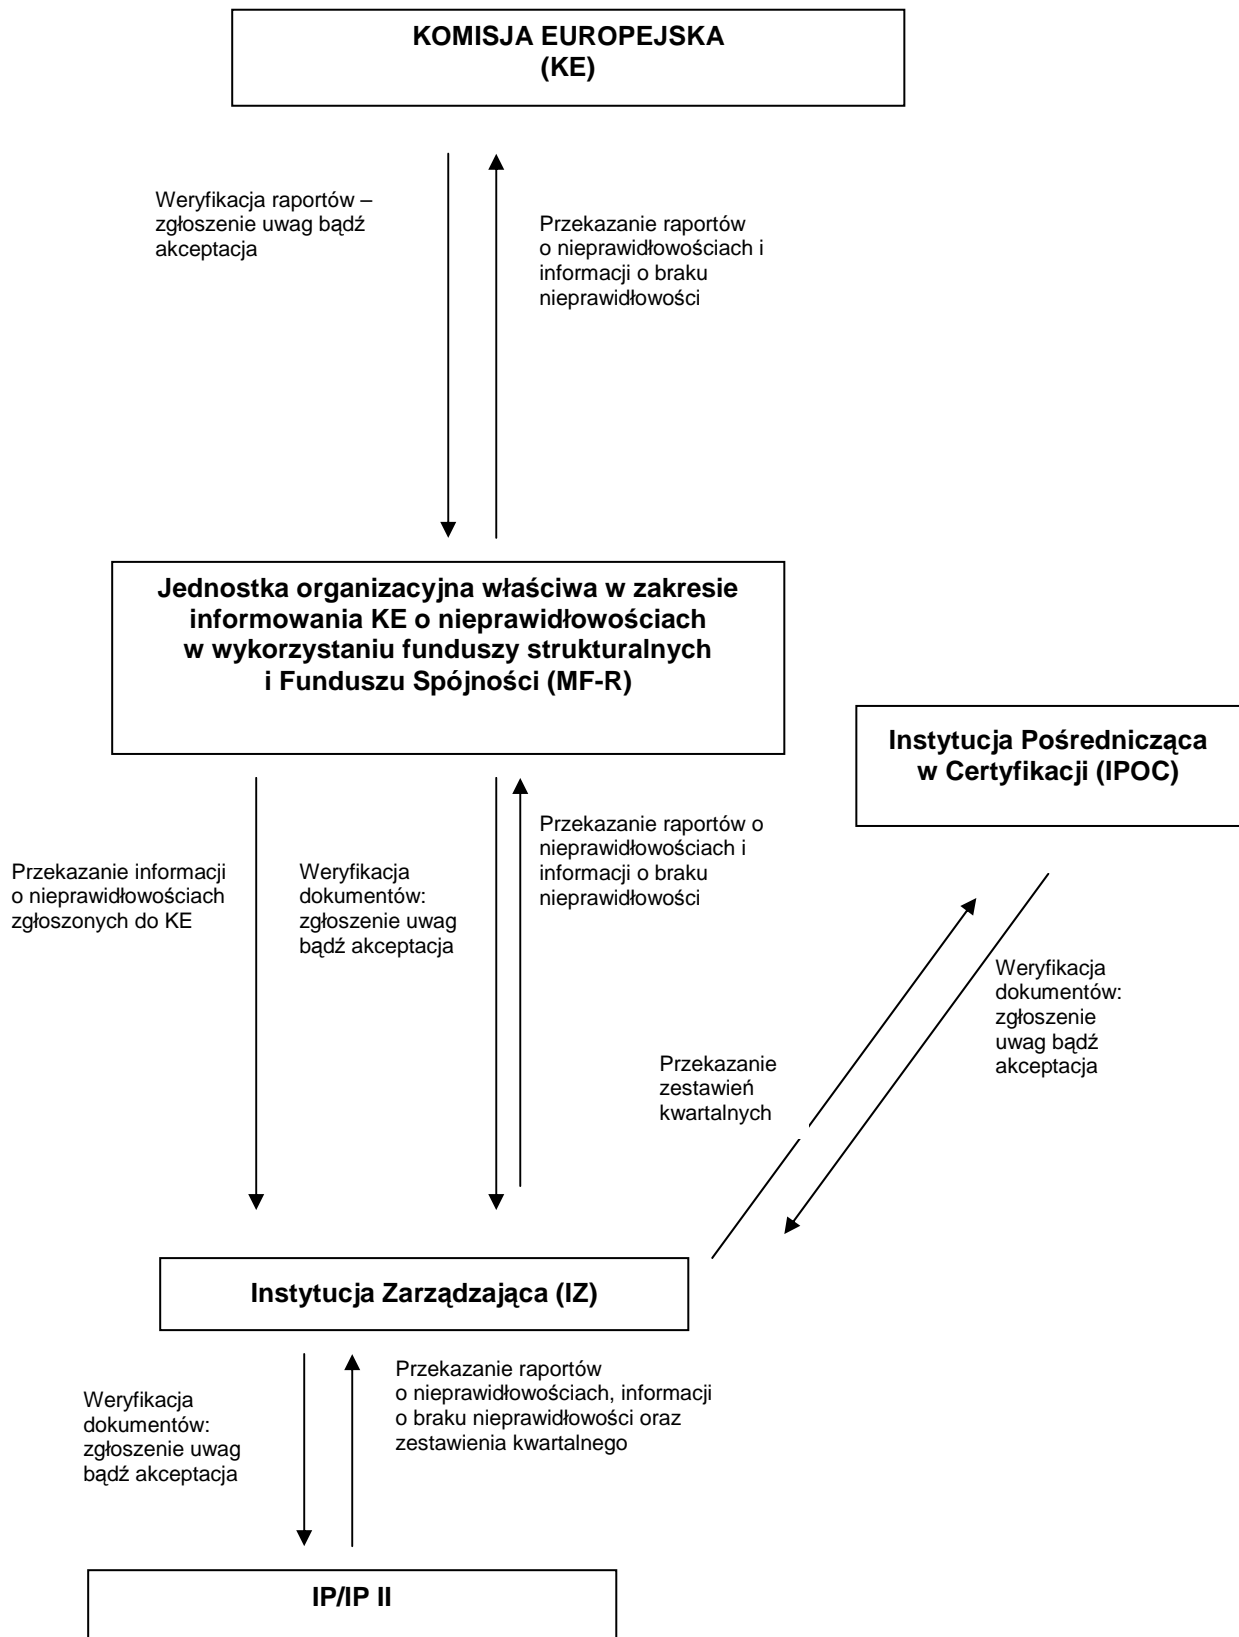 KOMISJA EUROPEJSKA
(KE)
Weryfikacja raportów –
zgłoszenie uwag bądź
akceptacja
Przekazanie raportów
o nieprawidłowościach i
informacji o braku
nieprawidłowości
Jednostka organizacyjna właściwa w zakresie
informowania KE o nieprawidłowościach
w wykorzystaniu funduszy strukturalnych
i Funduszu Spójności (MF-R)
Instytucja Pośrednicząca
w Certyfikacji (IPOC)
Przekazanie informacji
o nieprawidłowościach
zgłoszonych do KE
Weryfikacja
dokumentów:
zgłoszenie uwag
bądź akceptacja
Przekazanie raportów o
nieprawidłowościach i
informacji o braku
nieprawidłowości
Weryfikacja
dokumentów:
zgłoszenie
uwag bądź
akceptacja
Przekazanie
zestawień
kwartalnych
Instytucja Zarządzająca (IZ)
Weryfikacja
dokumentów:
zgłoszenie uwag
bądź akceptacja
Przekazanie raportów
o nieprawidłowościach, informacji
o braku nieprawidłowości oraz
zestawienia kwartalnego
IP/IP II